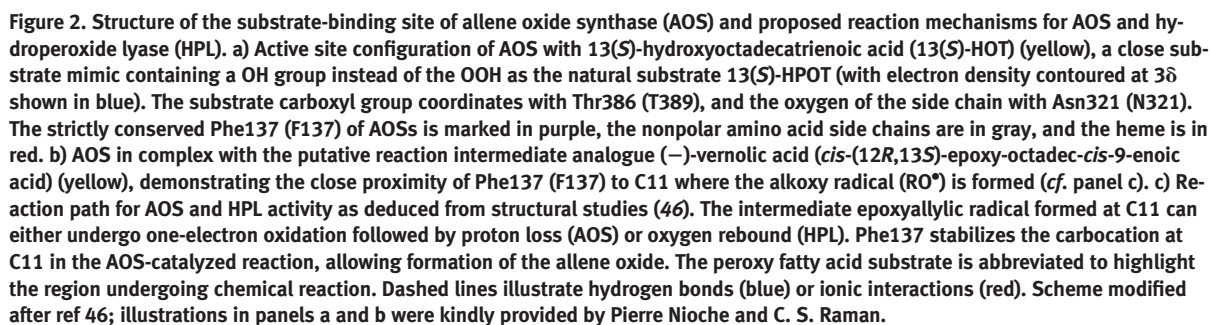 Figure 2. Structure of the substrate-binding site of allene oxide synthase (AOS) and proposed reaction mechanisms for AOS and hy-
droperoxide lyase (HPL). a) Active site configuration of AOS with 13(S)-hydroxyoctadecatrienoic acid (13(S)-HOT) (yellow), a close sub-
strate mimic containing a OH group instead of the OOH as the natural substrate 13(S)-HPOT (with electron density contoured at 3δ
shown in blue). The substrate carboxyl group coordinates with Thr386 (T389), and the oxygen of the side chain with Asn321 (N321).
The strictly conserved Phe137 (F137) of AOSs is marked in purple, the nonpolar amino acid side chains are in gray, and the heme is in
red. b) AOS in complex with the putative reaction intermediate analogue (−)-vernolic acid (cis-(12R,13S)-epoxy-octadec-cis-9-enoic
acid) (yellow), demonstrating the close proximity of Phe137 (F137) to C11 where the alkoxy radical (RO•) is formed (cf. panel c). c) Re-
action path for AOS and HPL activity as deduced from structural studies (46). The intermediate epoxyallylic radical formed at C11 can
either undergo one-electron oxidation followed by proton loss (AOS) or oxygen rebound (HPL). Phe137 stabilizes the carbocation at
C11 in the AOS-catalyzed reaction, allowing formation of the allene oxide. The peroxy fatty acid substrate is abbreviated to highlight
the region undergoing chemical reaction. Dashed lines illustrate hydrogen bonds (blue) or ionic interactions (red). Scheme modified
after ref 46; illustrations in panels a and b were kindly provided by Pierre Nioche and C. S. Raman.